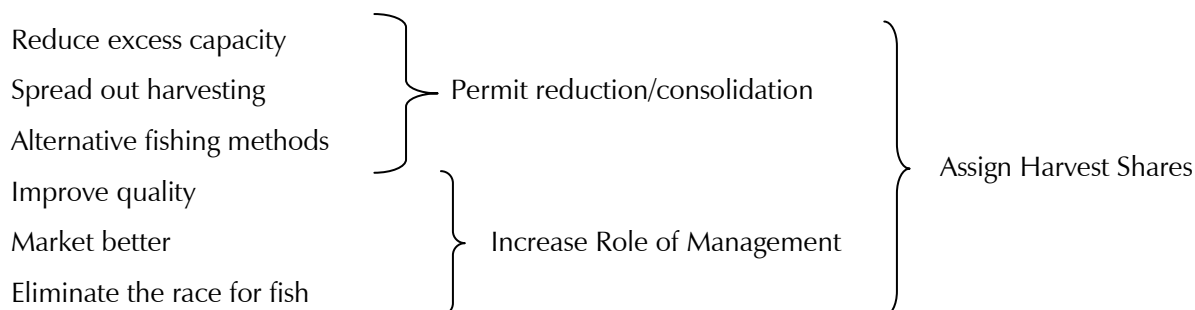 Reduce excess capacity
Spread out harvesting
Permit reduction/consolidation
Alternative fishing methods
Assign Harvest Shares
Improve quality
Market better
Increase Role of Management
Eliminate the race for fish